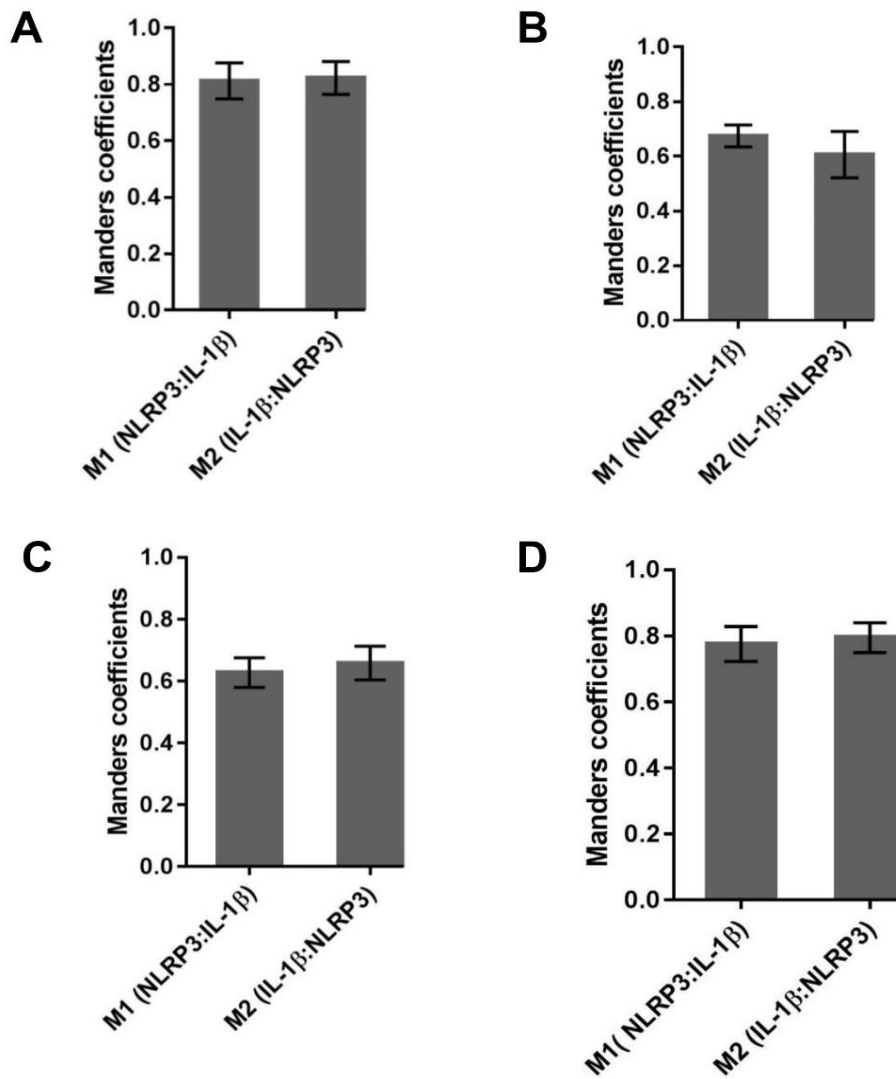 A
Manders coefficients
1.0
0.8
0.6
0.4
0.2
0.0
M1 (NLRP3:IL-1β)
M2 (IL-1β:NLRP3)
B
Manders coefficients
1.0
0.8
0.6
0.4
0.2
0.0
M1 (NLRP3:IL-1β)
M2 (IL-1β:NLRP3)
C
Manders coefficients
1.0
0.8
0.6
0.4
0.2
0.0
M1 (NLRP3:IL-1β)
M2 (IL-1β:NLRP3)
D
Manders coefficients
1.0
0.8
0.6
0.4
0.2
0.0
M1( NLRP3:IL-1β)
M2 (IL-1β:NLRP3)